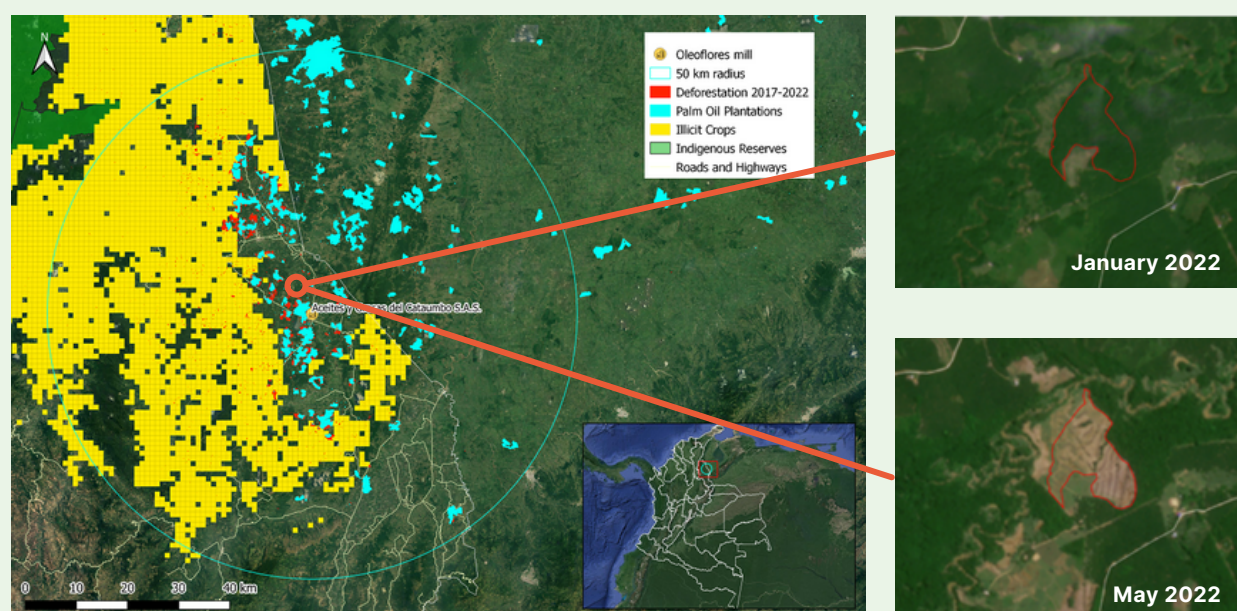 N
Oleoflores mill
50 km radius
Deforestation 2017-2022
Palm Oil Plantations
Illicit Crops
Indigenous Reserves
Roads and Highways
Aceites y Grasas del Cataumbo S.A.S.
0 10 20 30 40 km
January 2022
May 2022